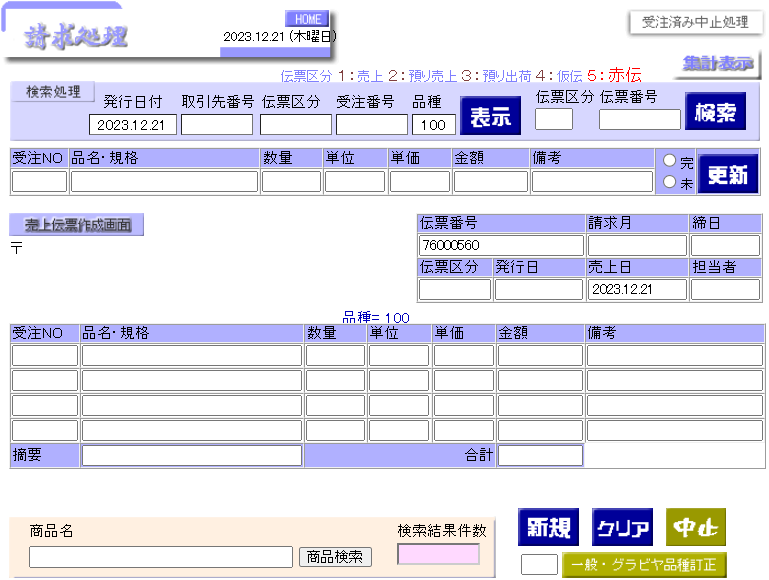 HOME
請求処理
2023.12.21 (木曜日)
受注済み中止処理
伝票区分 1：売上 2：預り売上 3：預り出荷 4：仮伝 5：赤伝
集計表示
検索処理
発行日付 取引先番号 伝票区分 受注番号 品種
2023.12.21 100
表示
伝票区分 伝票番号
検索
受注NO 品名・規格 数量 単位 単価 金額 備考
完
未
更新
売上伝票作成画面
〒
伝票番号 請求月 締日
76000560
伝票区分 発行日 売上日 担当者
2023.12.21
品種= 100
受注NO 品名・規格 数量 単位 単価 金額 備考
摘要 合計
商品名 検索結果件数
商品検索
新規 クリア 中止
一般・グラビヤ品種訂正